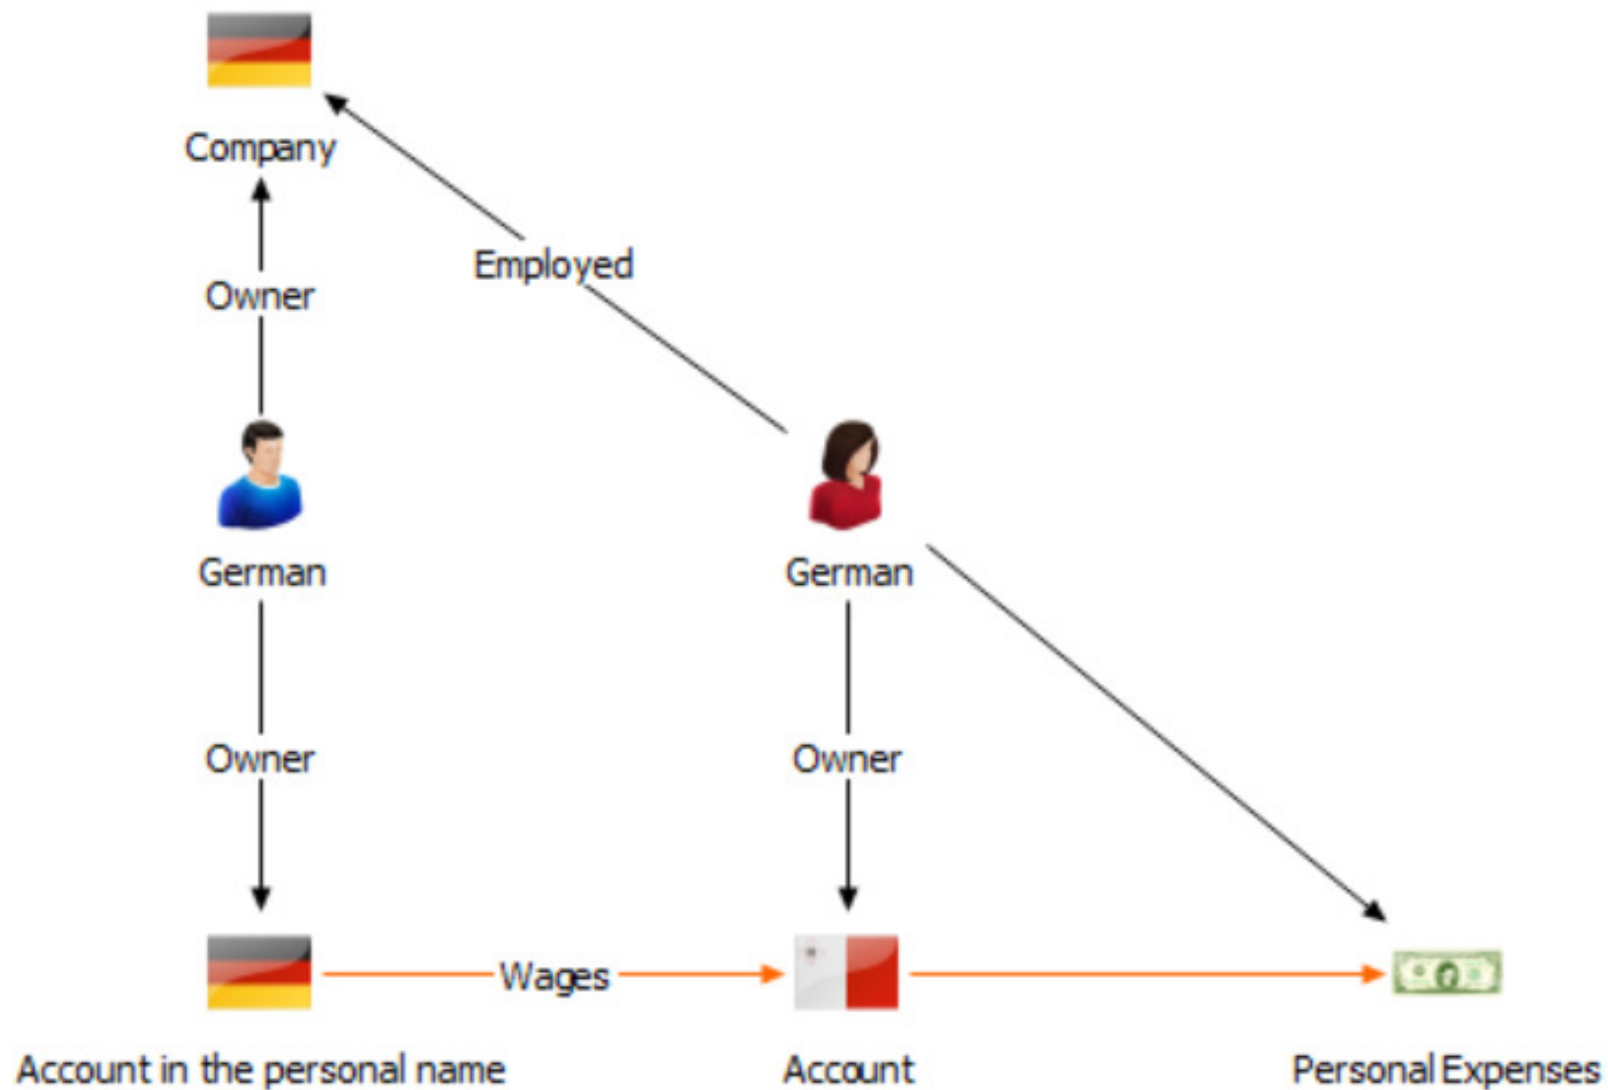 Company
Employed
Owner
German
German
Owner
Owner
Wages
Account in the personal name
Account
Personal Expenses